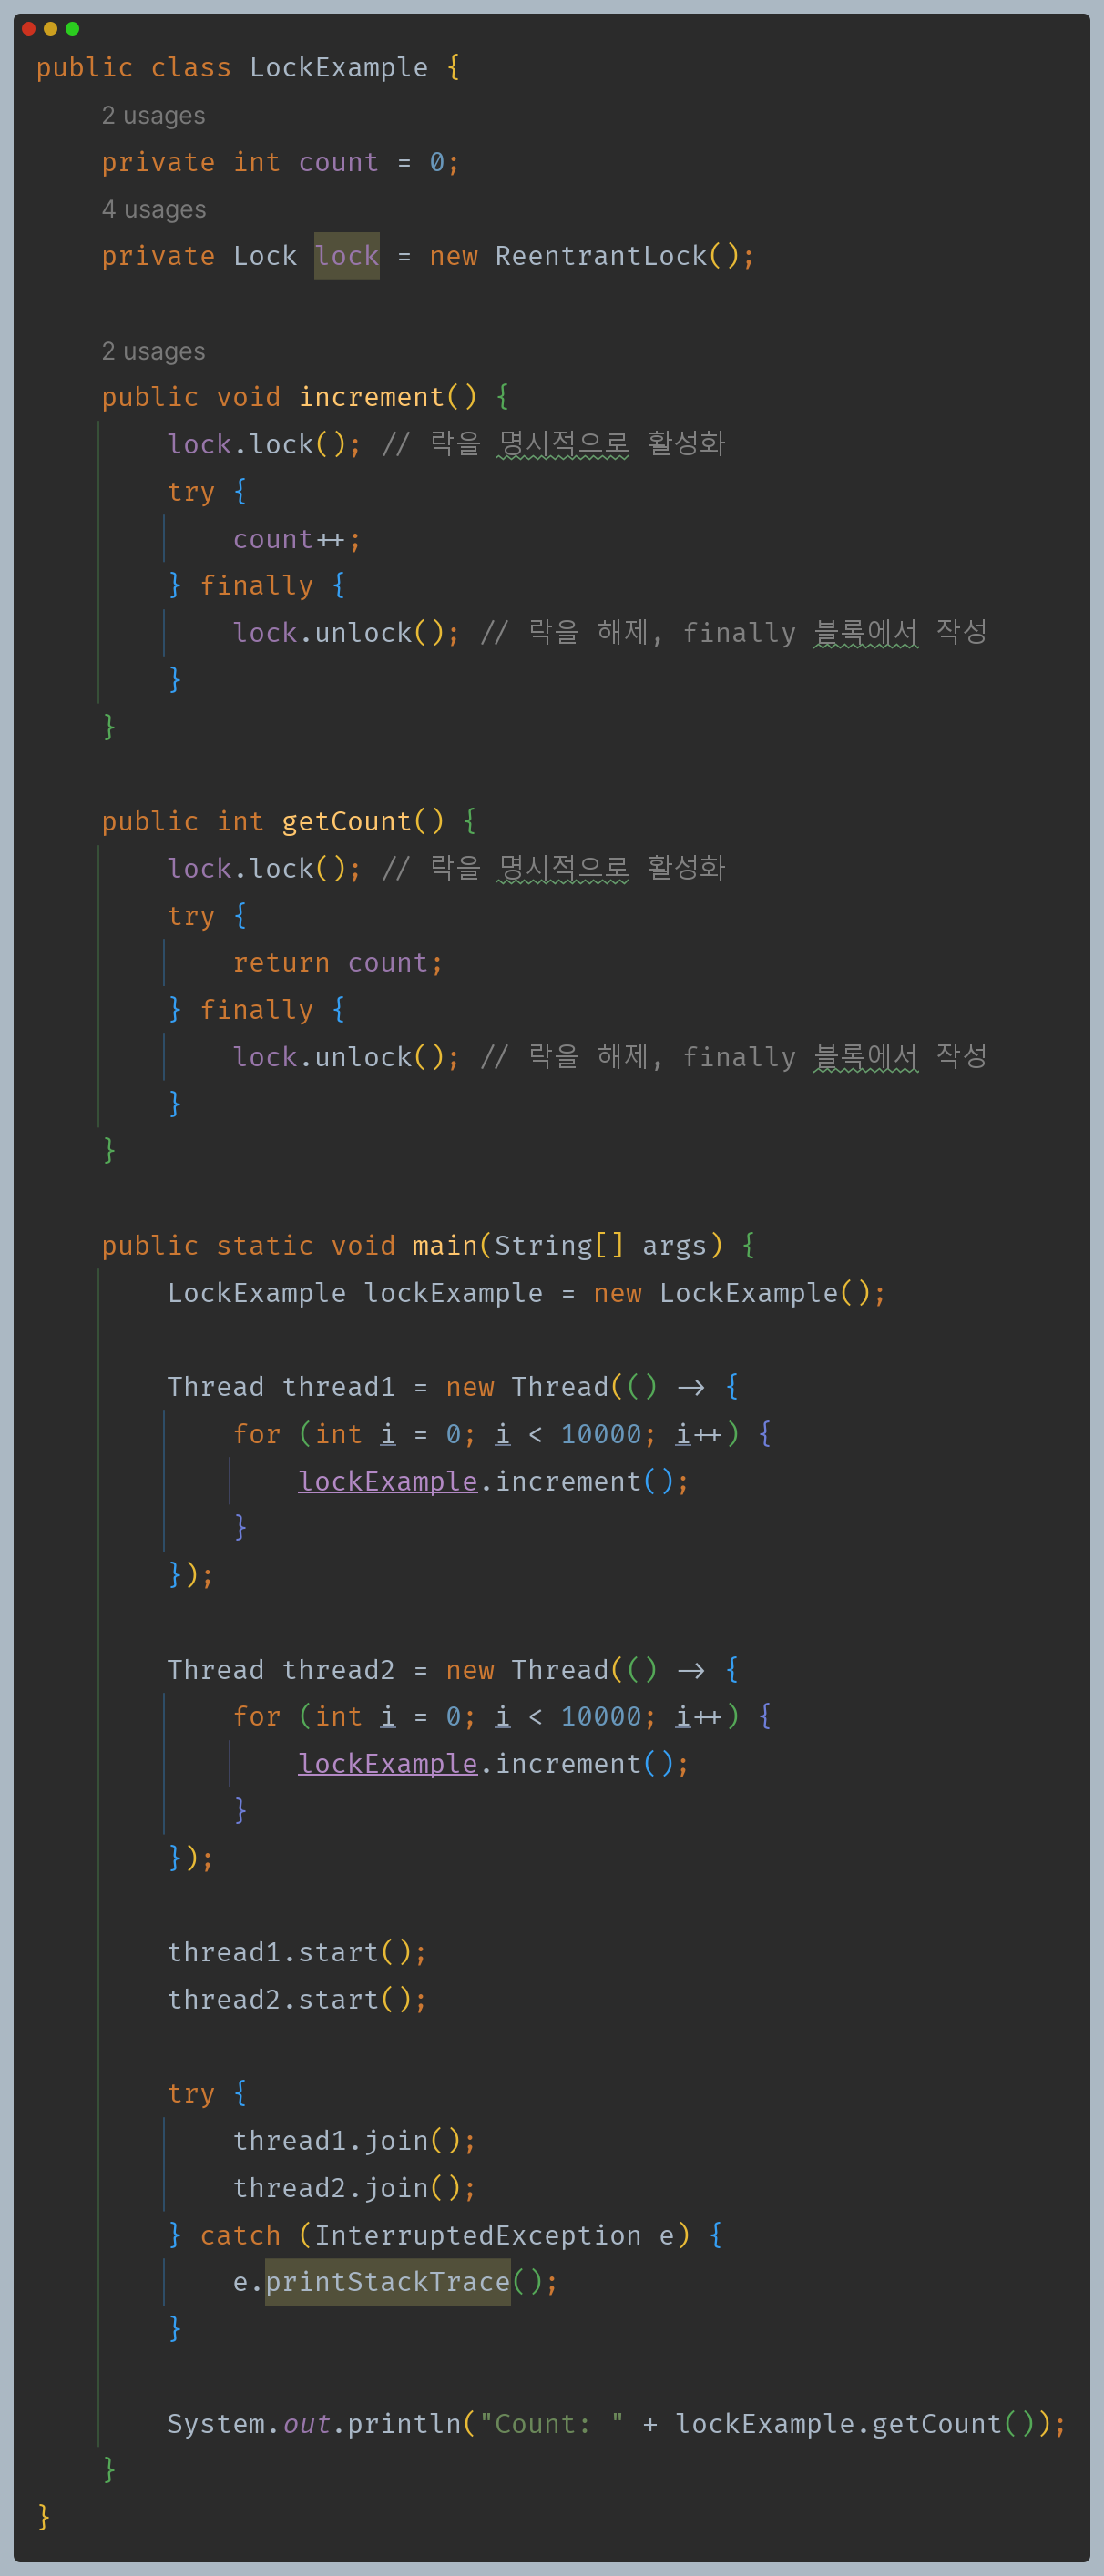 public class LockExample {
2 usages
private int count = 0;
4 usages
private Lock lock = new ReentrantLock();
2 usages
public void increment() {
lock.lock(); // 락을 명시적으로 활성화
try {
count++;
} finally {
lock.unlock(); // 락을 해제, finally 블록에서 작성
}
}
public int getCount() {
lock.lock(); // 락을 명시적으로 활성화
try {
return count;
} finally {
lock.unlock(); // 락을 해제, finally 블록에서 작성
}
}
public static void main(String[] args) {
LockExample lockExample = new LockExample();
Thread thread1 = new Thread(() -> {
for (int i = 0; i < 10000; i++) {
lockExample.increment();
}
});
Thread thread2 = new Thread(() -> {
for (int i = 0; i < 10000; i++) {
lockExample.increment();
}
});
thread1.start();
thread2.start();
try {
thread1.join();
thread2.join();
} catch (InterruptedException e) {
e.printStackTrace();
}
System.out.println("Count: " + lockExample.getCount());
}
}